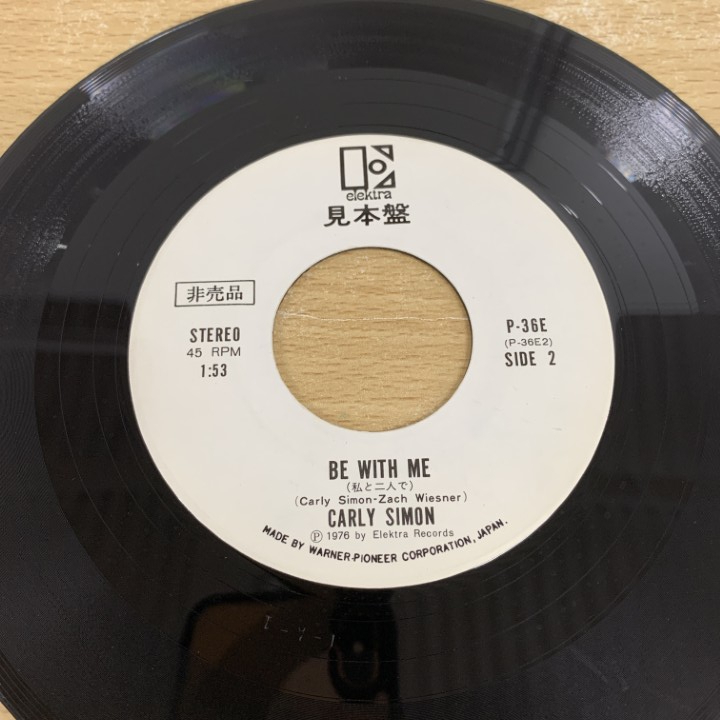 elektra
見本盤
非売品
STEREO
45 RPM
1:53
P-36E
(P-36E2)
SIDE 2
BE WITH ME
(私と二人で)
(Carly Simon-Zach Wiesner)
CARLY SIMON
Ⓟ 1976 by Elektra Records
MADE BY WARNER-PIONEER CORPORATION, JAPAN.